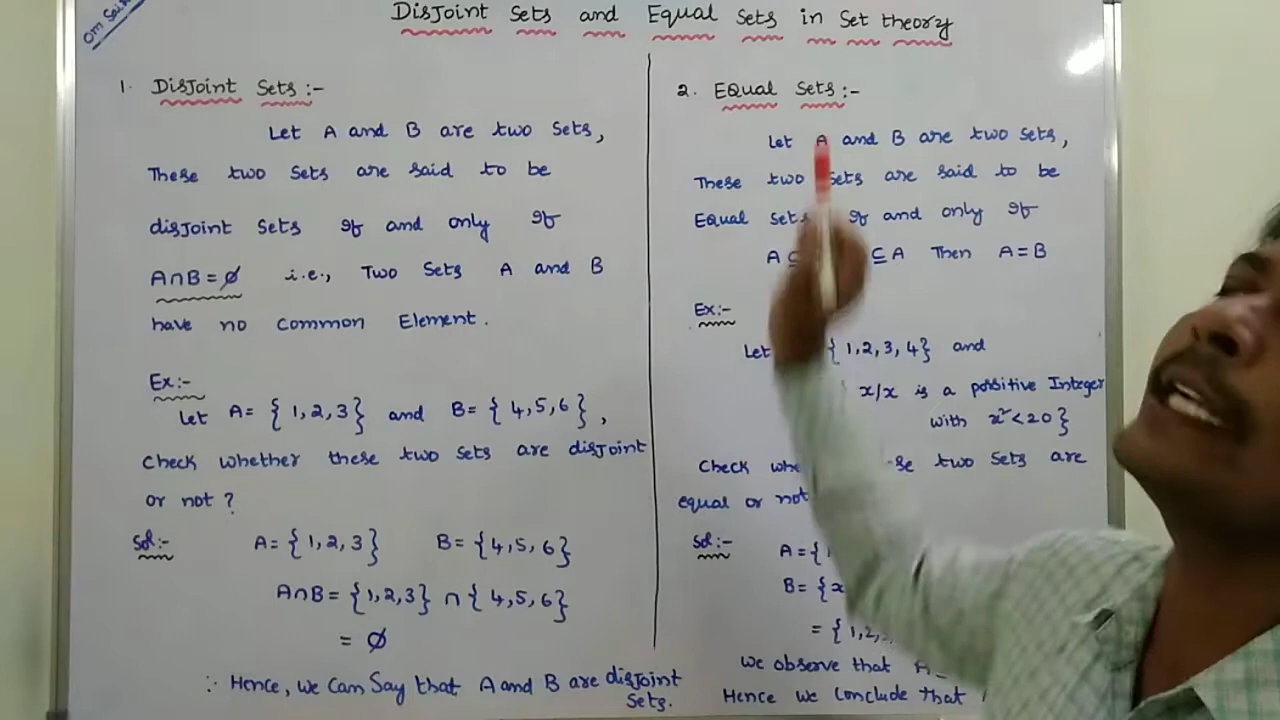 Om Sai R
Disjoint Sets and Equal Sets in Set theory
1. Disjoint Sets:-
Let A and B are two Sets,
These two Sets are said to be
disjoint Sets If and only If
A∩B = ∅ i.e., Two Sets A and B
have no common Element.
Ex:-
Let A = {1,2,3} and B = {4,5,6},
Check whether these two Sets are disjoint
or not ?
Sol:- A = {1,2,3} B = {4,5,6}
A∩B = {1,2,3} ∩ {4,5,6}
= ∅
∴ Hence, we can Say that A and B are disjoint
Sets.
2. Equal Sets:-
Let A and B are two Sets,
These two Sets are said to be
Equal Sets If and only If
A ⊆ A Then A = B
Ex:-
Let {1,2,3,4} and
x/x is a positive Integer
with x² < 20}
Check two Sets are
equal or not
Sol:- A = {1
B = {x
= {1,2,
We observe that A
Hence we conclude that